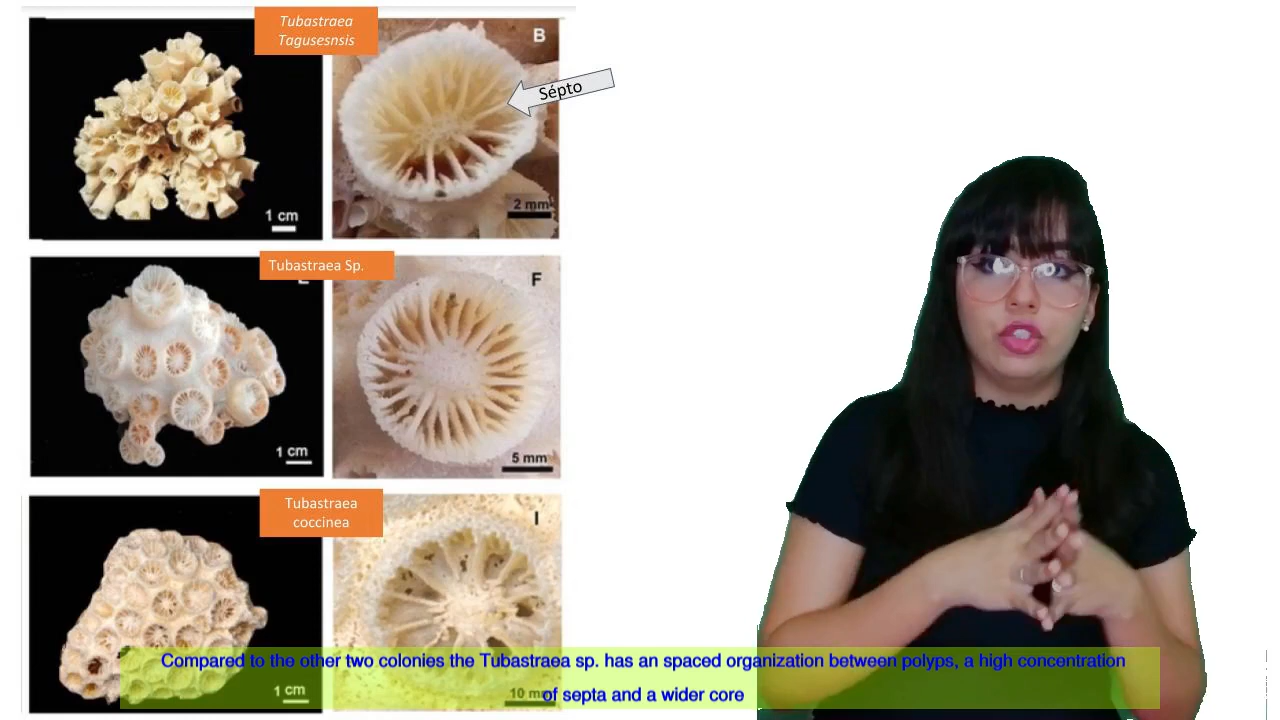 Tubastraea
Tagusesnsis
B
Sépto
1 cm
2 mm
Tubastraea Sp.
F
1 cm
5 mm
Tubastraea
coccinea
I
1 cm
10 mm
Compared to the other two colonies the Tubastraea sp. has an spaced organization between polyps, a high concentration
of septa and a wider core